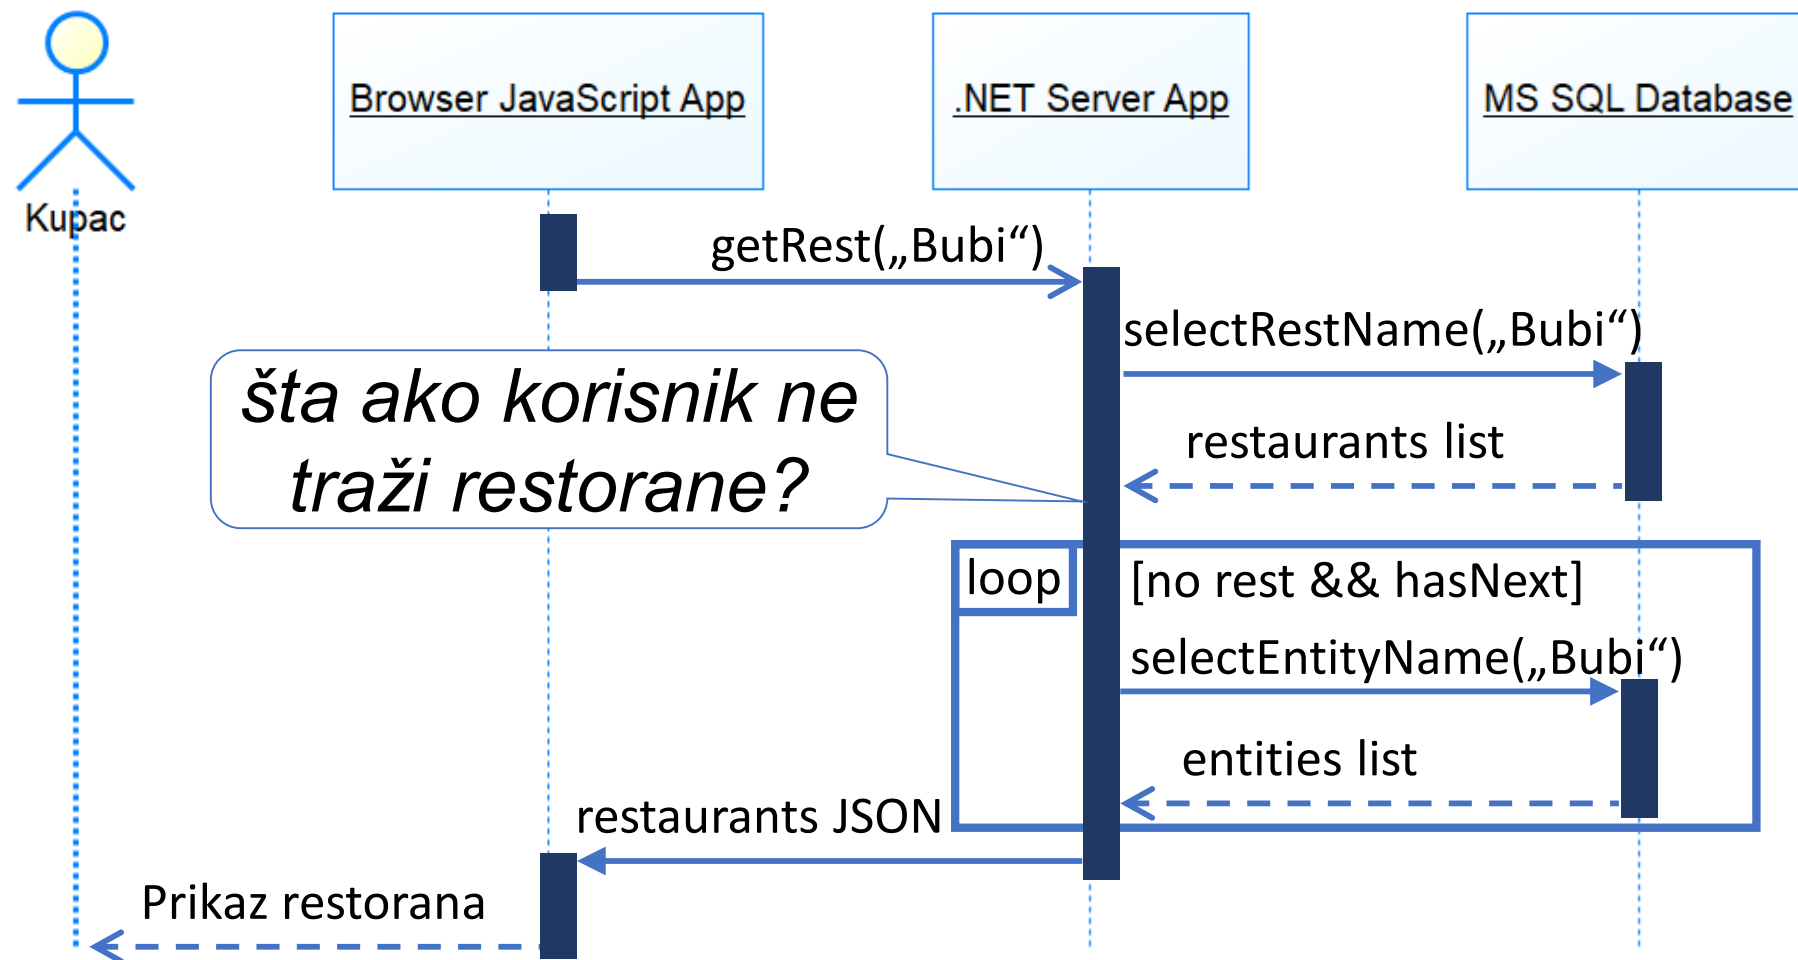 Browser JavaScript App
.NET Server App
MS SQL Database
Kupac
getRest(„Bubi“)
selectRestName(„Bubi“)
šta ako korisnik ne
traži restorane?
restaurants list
loop
[no rest && hasNext]
selectEntityName(„Bubi“)
entities list
restaurants JSON
Prikaz restorana